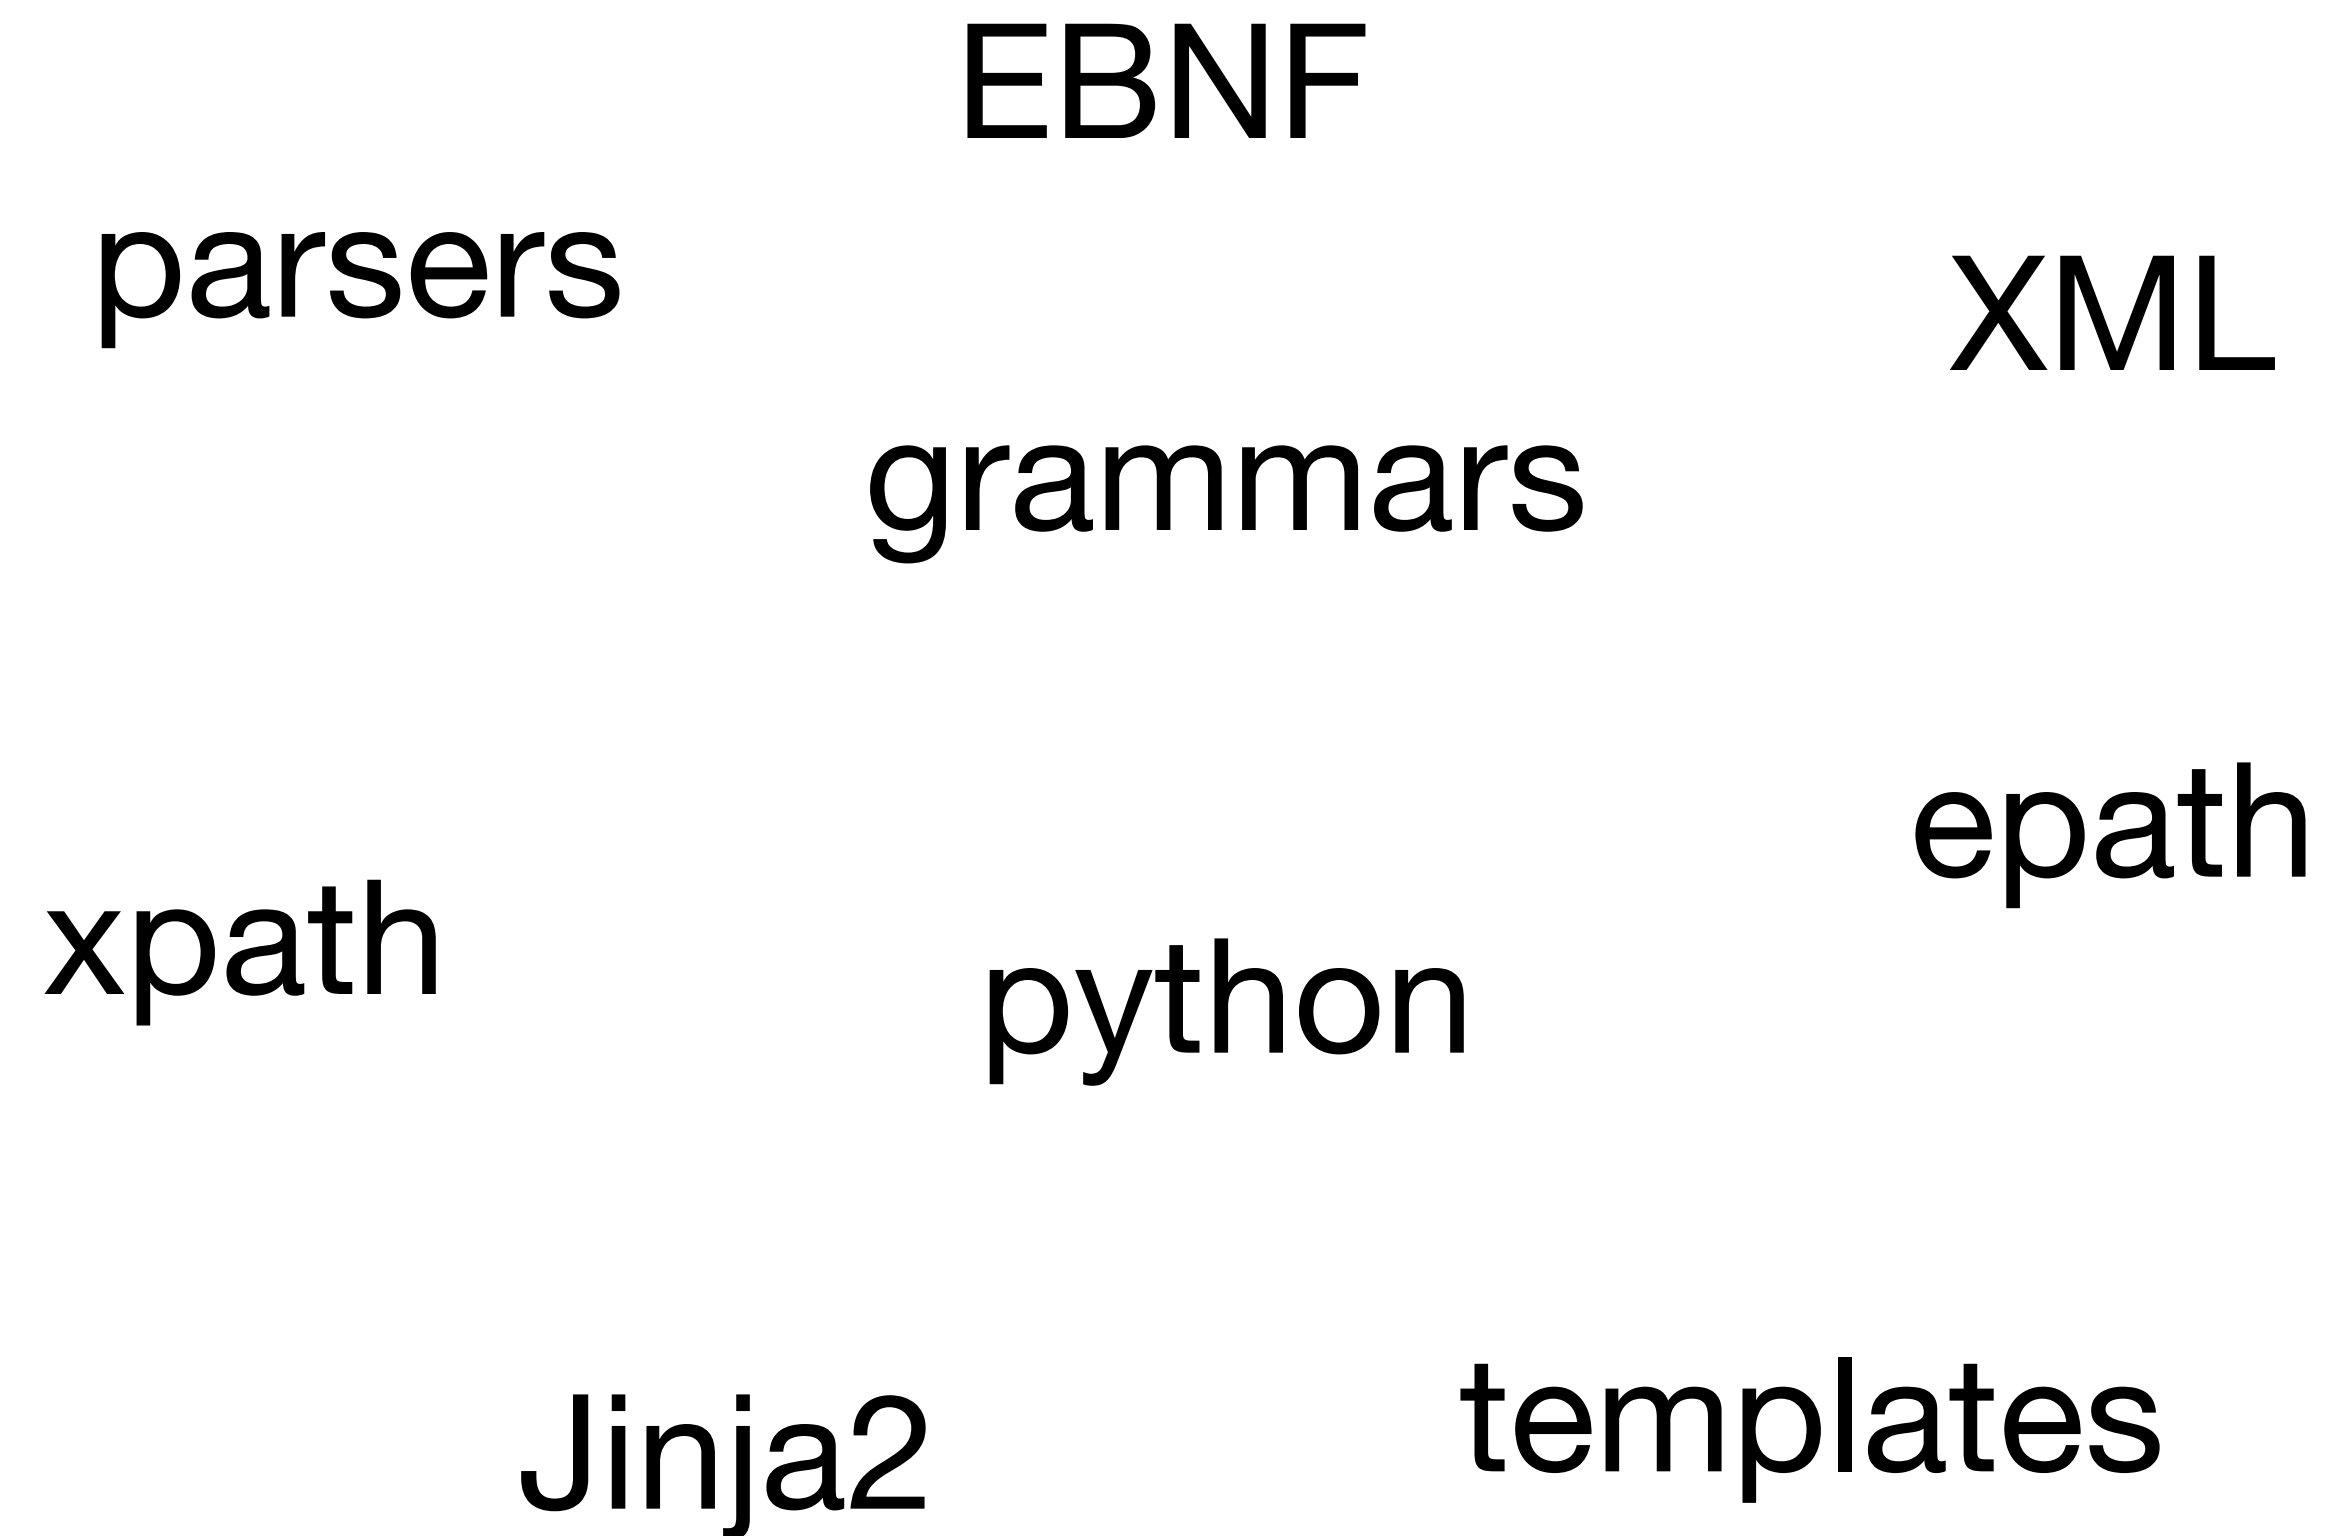 EBNF
parsers
XML
grammars
epath
xpath
python
Jinja2
templates